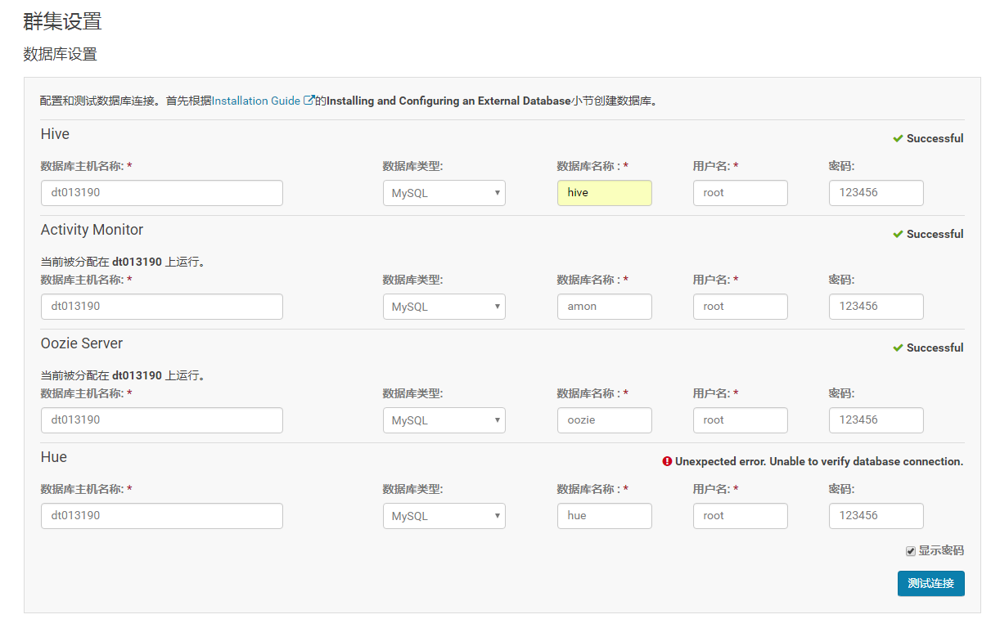 群集设置
数据库设置
配置和测试数据库连接。首先根据Installation Guide 的Installing and Configuring an External Database小节创建数据库。
Hive
Successful
数据库主机名称: * 数据库类型: 数据库名称 : * 用户名: * 密码:
dt013190 MySQL hive root 123456
Activity Monitor
Successful
当前被分配在 dt013190 上运行。
数据库主机名称: * 数据库类型: 数据库名称 : * 用户名: * 密码:
dt013190 MySQL amon root 123456
Oozie Server
Successful
当前被分配在 dt013190 上运行。
数据库主机名称: * 数据库类型: 数据库名称 : * 用户名: * 密码:
dt013190 MySQL oozie root 123456
Hue
Unexpected error. Unable to verify database connection.
数据库主机名称: * 数据库类型: 数据库名称 : * 用户名: * 密码:
dt013190 MySQL hue root 123456
显示密码
测试连接